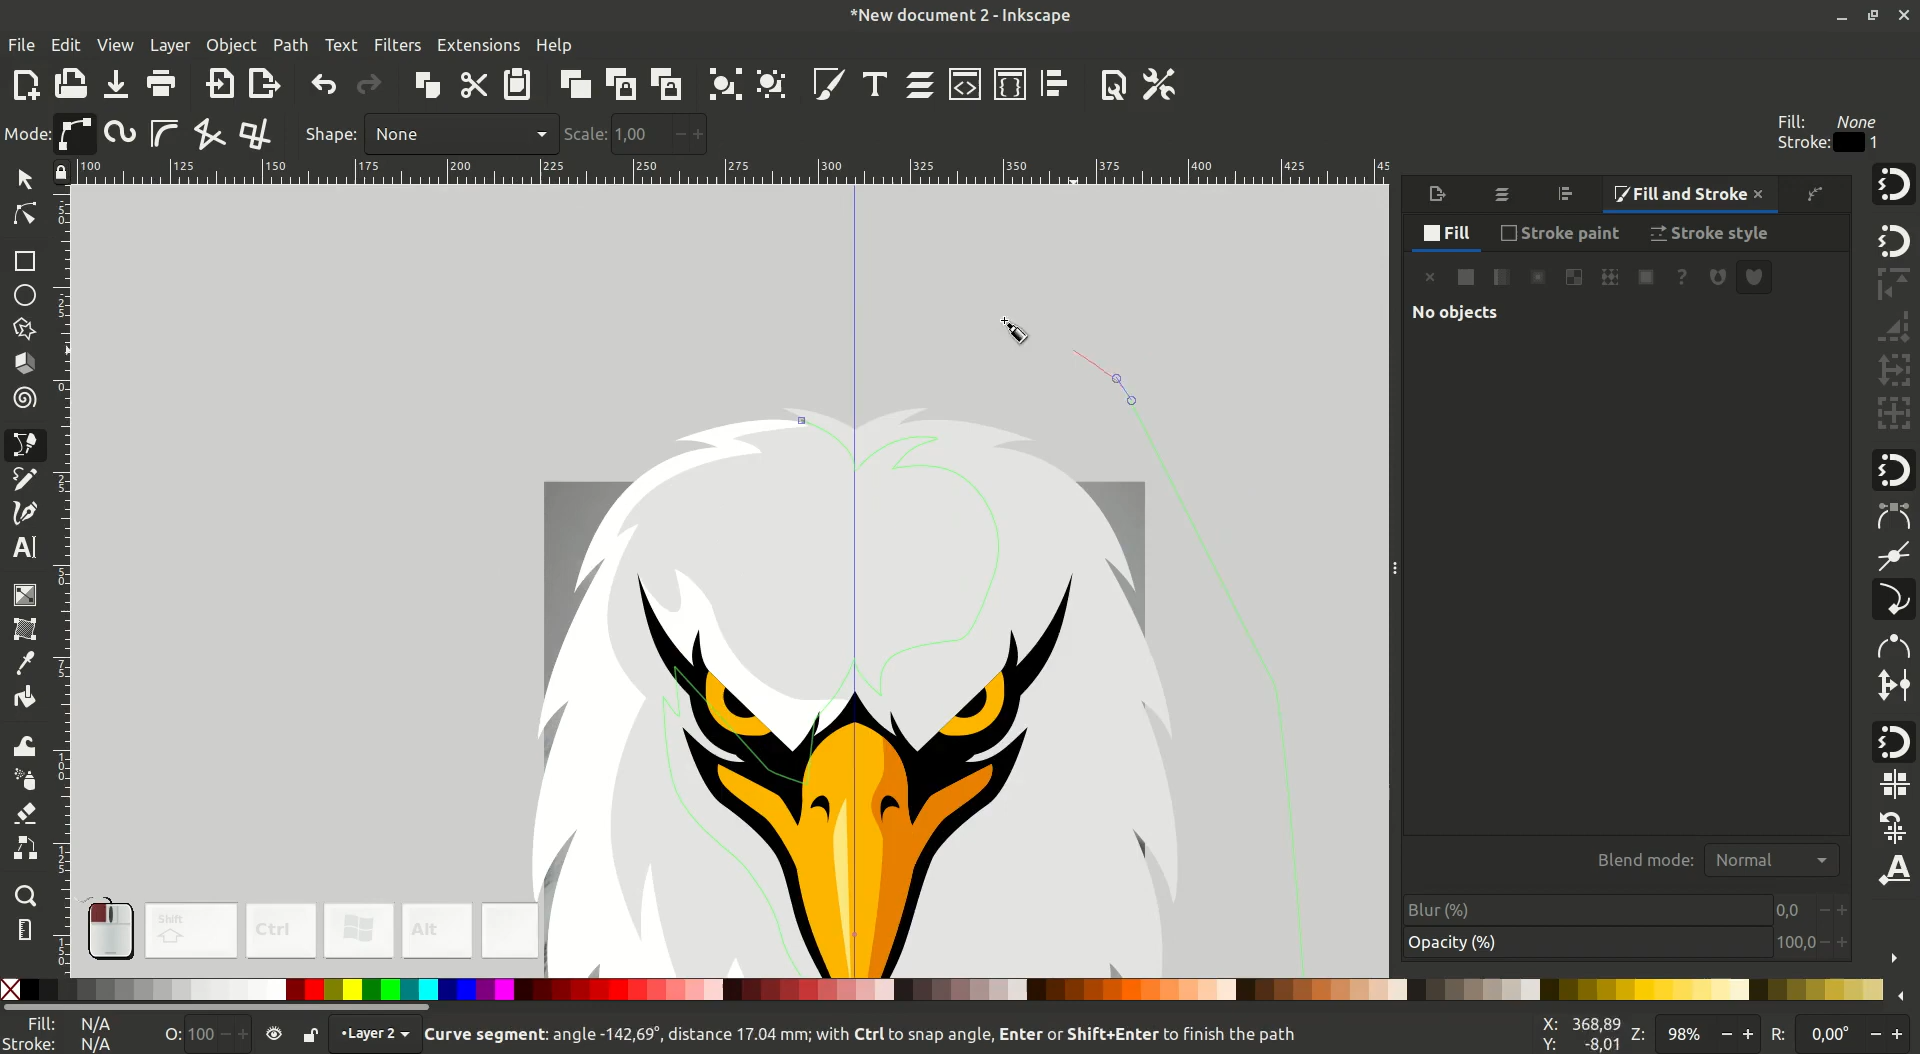 *New document 2 - Inkscape
File Edit View Layer Object Path Text Filters Extensions Help
Mode: Shape: None Scale: 1,00
Fill: None
Stroke: 1
100 125 150 175 200 225 250 275 300 325 350 375 400 425 45
Fill and Stroke ×
Fill Stroke paint Stroke style
No objects
Blend mode: Normal
Blur (%) 0,0 − +
Opacity (%) 100,0 − +
Shift Ctrl Alt
Fill: N/A
Stroke: N/A
O: 100 − +
•Layer 2
Curve segment: angle -142,69°, distance 17.04 mm; with Ctrl to snap angle, Enter or Shift+Enter to finish the path
X: 368,89
Y: -8,01
Z: 98% − +
R: 0,00° − +